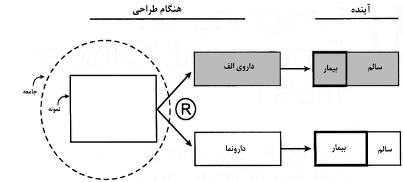 هنگام طراحی
آینده
جامعه
نمونه
R
داروی الف
بیمار
سالم
دارونما
بیمار
سالم